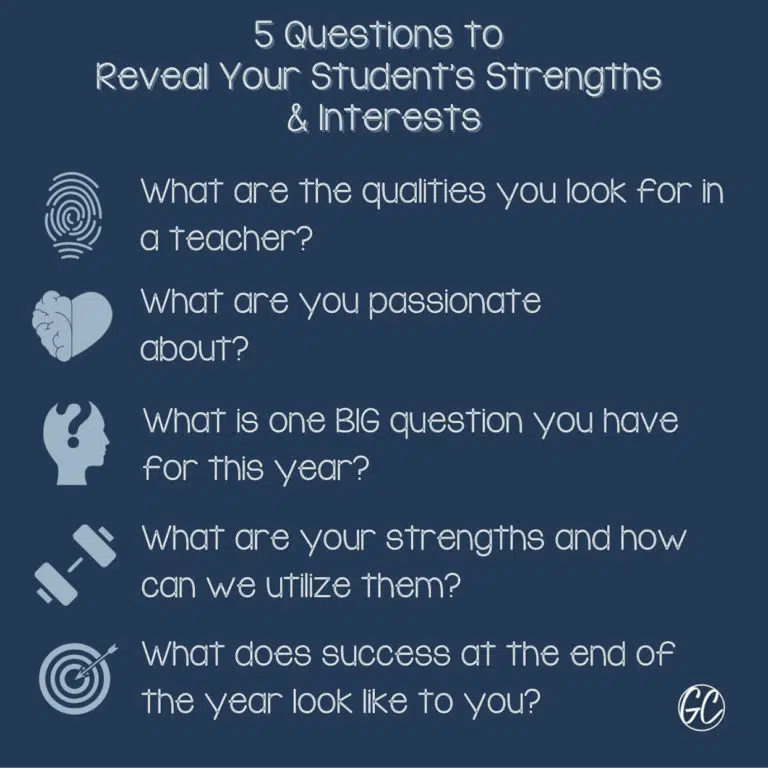 5 Questions to
Reveal Your Student's Strengths
& Interests
What are the qualities you look for in
a teacher?
What are you passionate
about?
What is one BIG question you have
for this year?
What are your strengths and how
can we utilize them?
What does success at the end of
the year look like to you?
GC